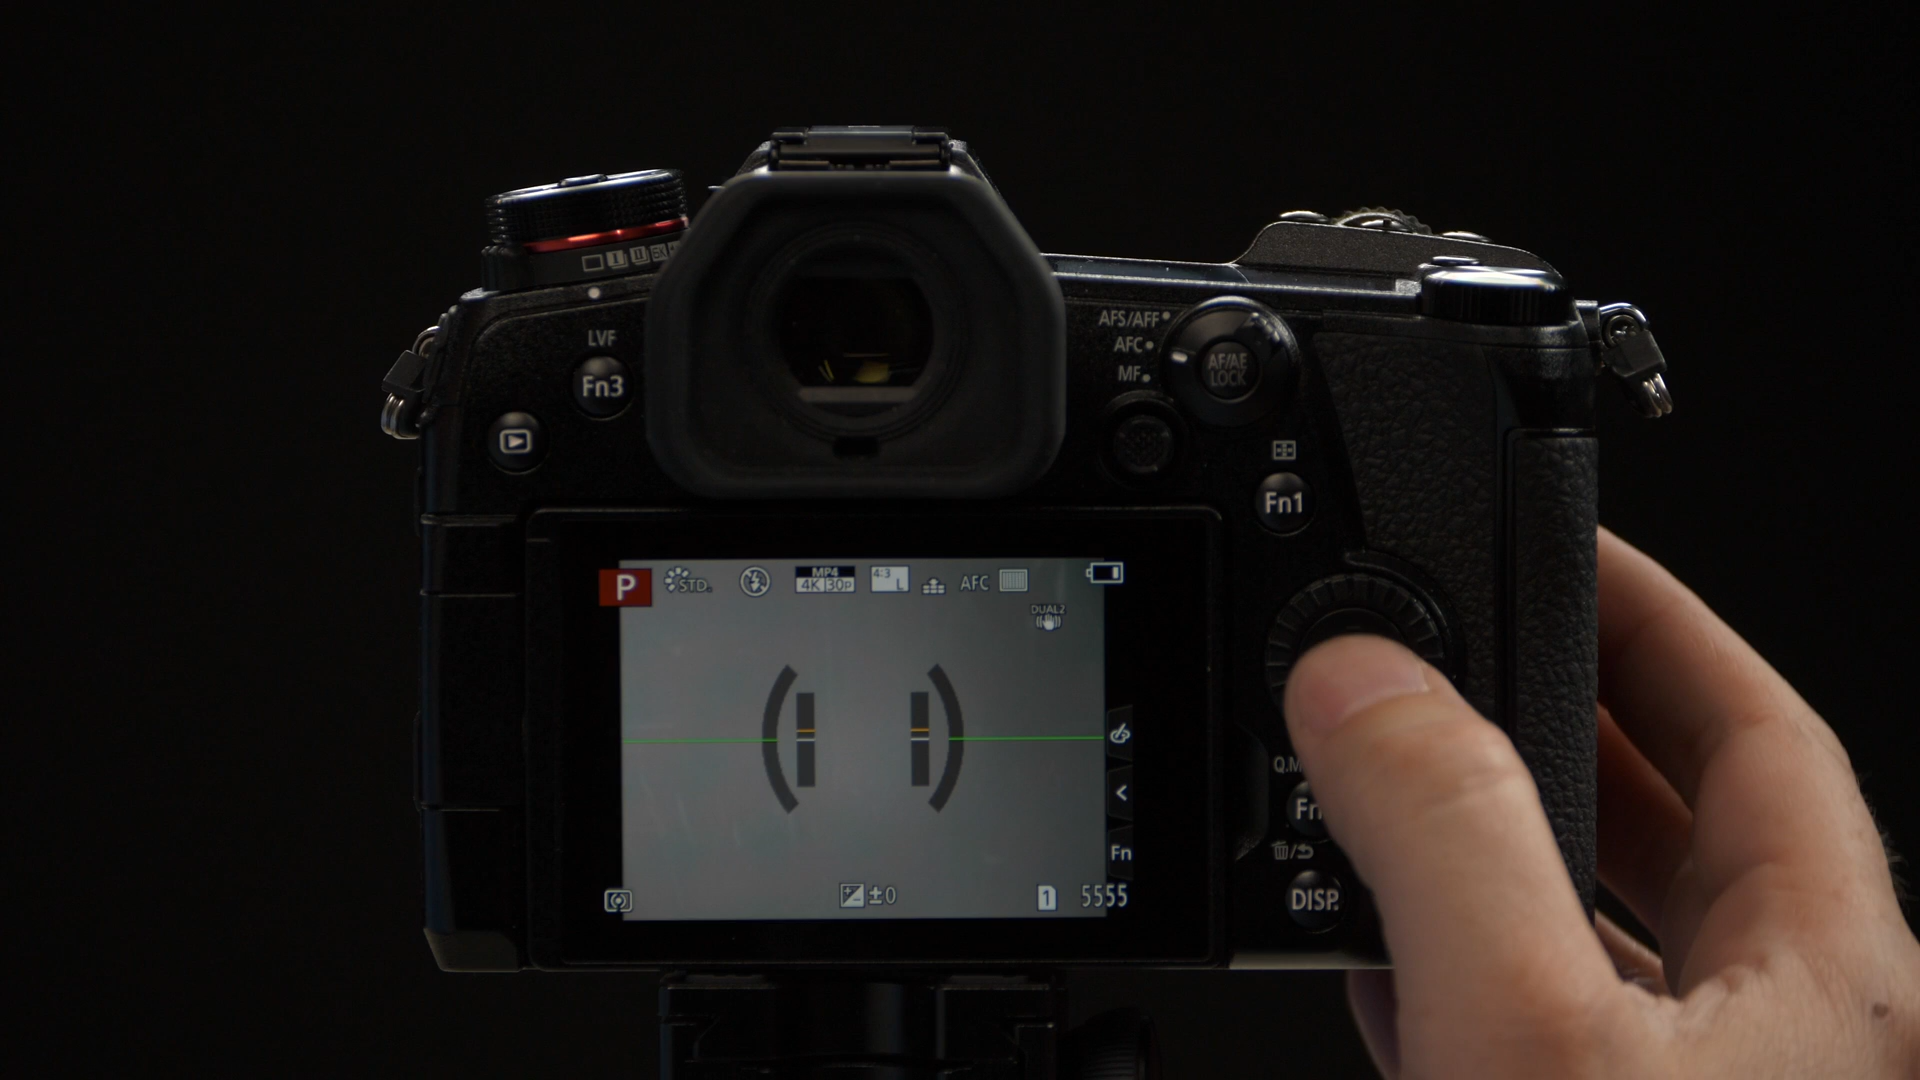 LVF
Fn3
AFS/AFF
AFC
MF
AF/AE
LOCK
Fn1
P
STD.
MP4
4K 30p
4:3
L
AFC
DUAL2
Fn
±0
1
5555
DISP.